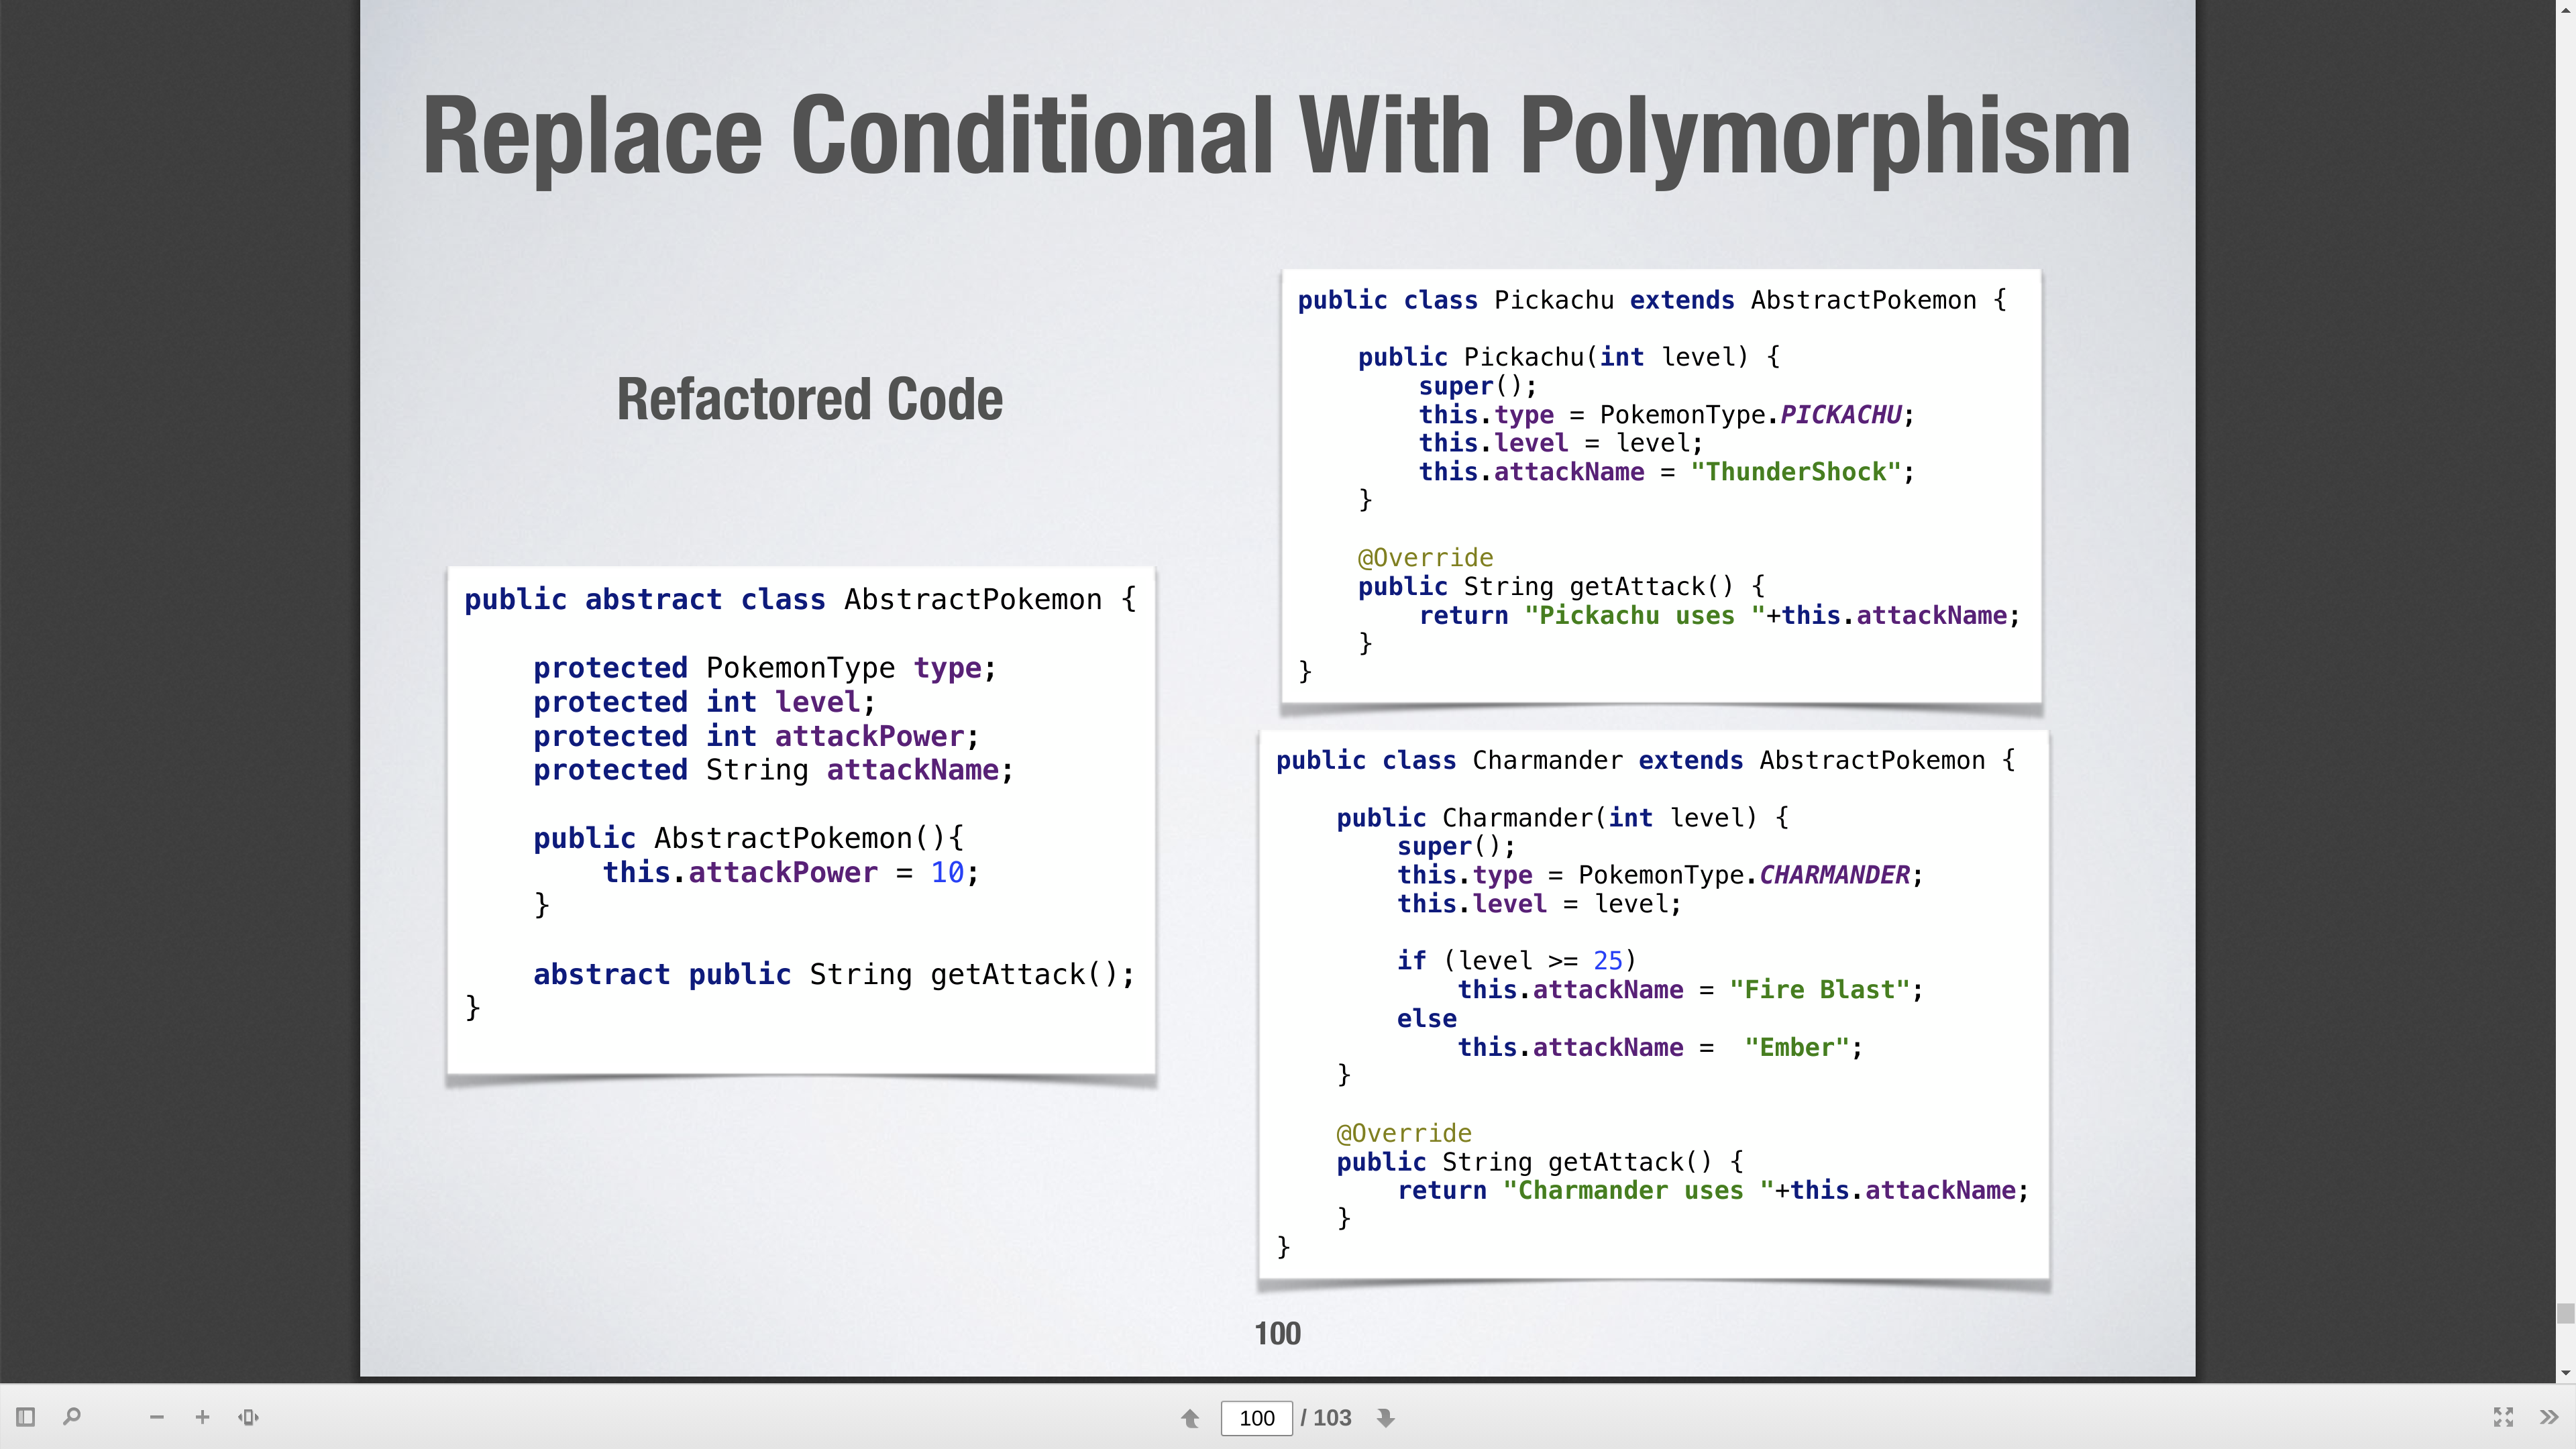 Replace Conditional With Polymorphism
Refactored Code
public abstract class AbstractPokemon {
protected PokemonType type;
protected int level;
protected int attackPower;
protected String attackName;
public AbstractPokemon(){
this.attackPower = 10;
}
abstract public String getAttack();
}
public class Pickachu extends AbstractPokemon {
public Pickachu(int level) {
super();
this.type = PokemonType.PICKACHU;
this.level = level;
this.attackName = "ThunderShock";
}
@Override
public String getAttack() {
return "Pickachu uses "+this.attackName;
}
}
public class Charmander extends AbstractPokemon {
public Charmander(int level) {
super();
this.type = PokemonType.CHARMANDER;
this.level = level;
if (level >= 25)
this.attackName = "Fire Blast";
else
this.attackName =  "Ember";
}
@Override
public String getAttack() {
return "Charmander uses "+this.attackName;
}
}
100
100 / 103